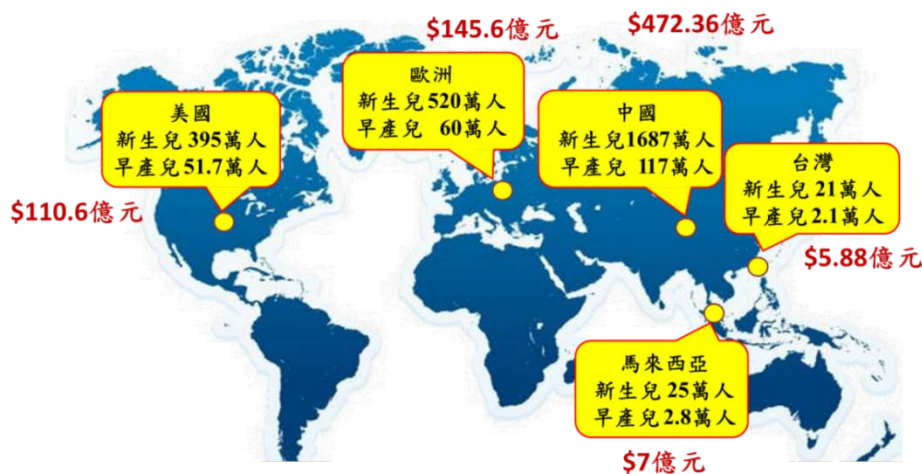 $145.6億元
$472.36億元
美國
新生兒395萬人
早產兒51.7萬人
$110.6億元
歐洲
新生兒520萬人
早產兒 60萬人
中國
新生兒1687萬人
早產兒 117萬人
台灣
新生兒21萬人
早產兒2.1萬人
$5.88億元
馬來西亞
新生兒25萬人
早產兒2.8萬人
$7億元